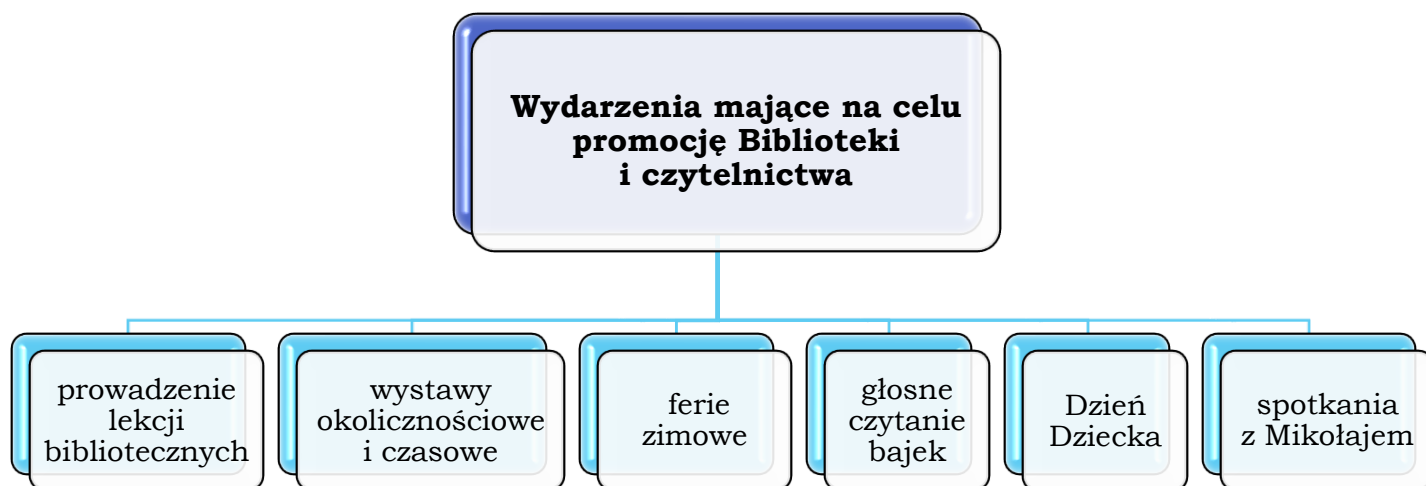 Wydarzenia mające na celu
promocję Biblioteki
i czytelnictwa
prowadzenie
lekcji
bibliotecznych
wystawy
okolicznościowe
i czasowe
ferie
zimowe
głosne
czytanie
bajek
Dzień
Dziecka
spotkania
z Mikołajem